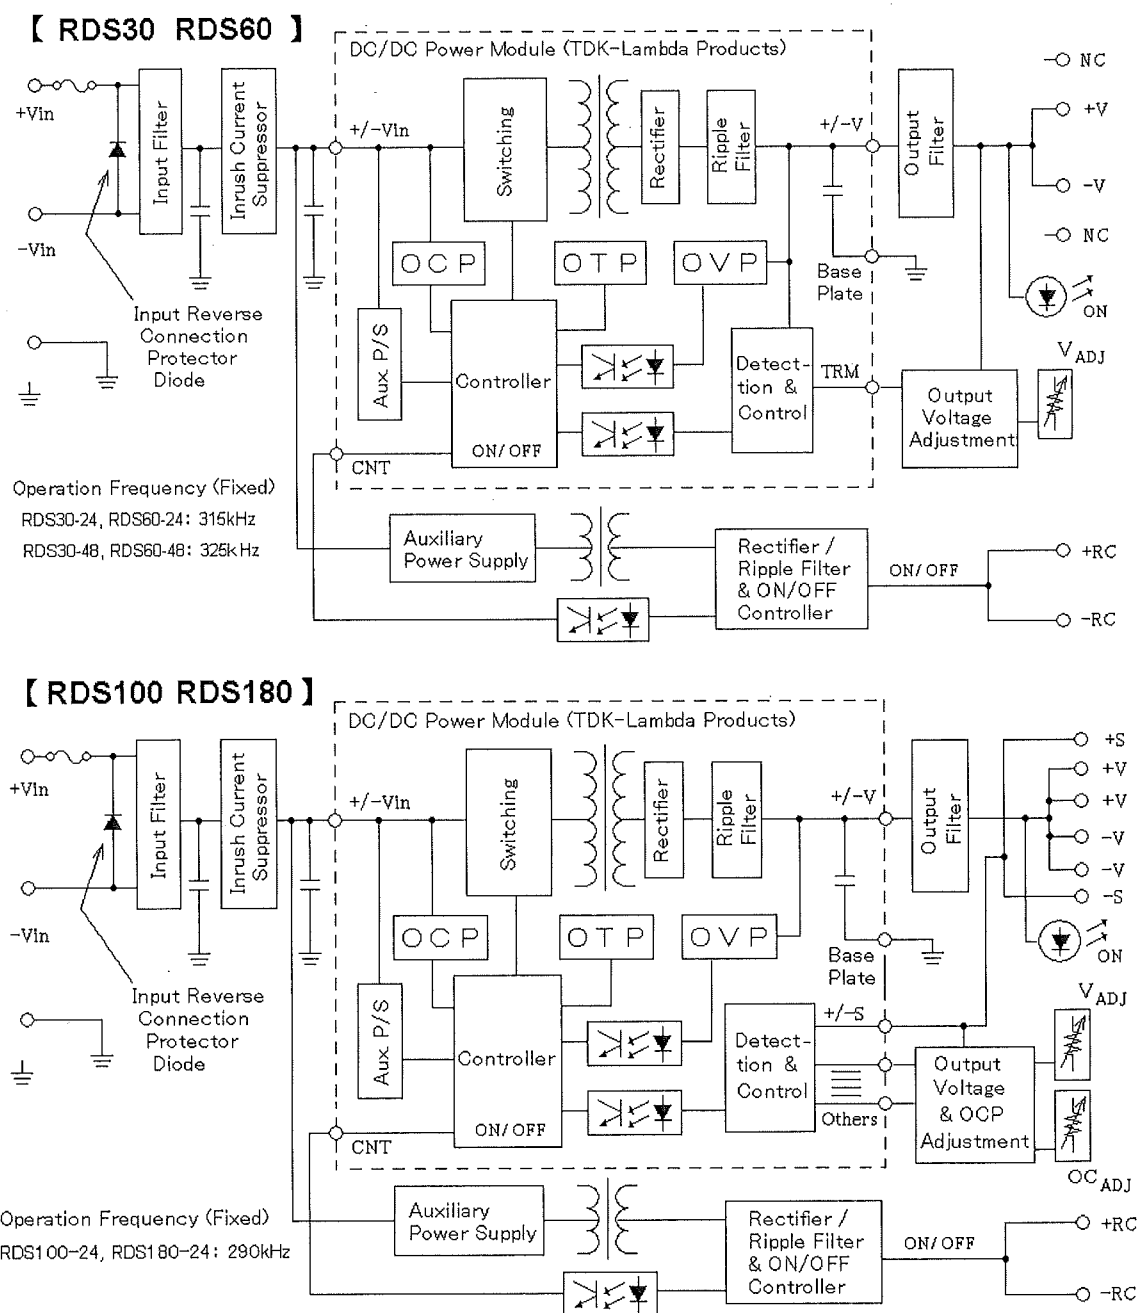 【 RDS30 RDS60 】
DC/DC Power Module (TDK-Lambda Products)
NC
+Vin
Input Filter
Inrush Current
Suppressor
+/-Vin
Switching
Rectifier
Ripple
Filter
+/-V
Output
Filter
+V
-V
-Vin
NC
OCP
OTP
OVP
Base
Plate
ON
Input Reverse
Connection
Protector
Diode
Aux P/S
Controller
ON/OFF
Detect-
tion &
Control
TRM
VADJ
Output
Voltage
Adjustment
CNT
Operation Frequency (Fixed)
RDS30-24, RDS60-24: 315kHz
RDS30-48, RDS60-48: 325kHz
Auxiliary
Power Supply
Rectifier /
Ripple Filter
& ON/OFF
Controller
ON/OFF
+RC
-RC
【 RDS100 RDS180 】
DC/DC Power Module (TDK-Lambda Products)
+S
+Vin
Input Filter
Inrush Current
Suppressor
+/-Vin
Switching
Rectifier
Ripple
Filter
+/-V
Output
Filter
+V
+V
-V
-V
-S
-Vin
OCP
OTP
OVP
Base
Plate
ON
Input Reverse
Connection
Protector
Diode
Aux P/S
Controller
ON/OFF
Detect-
tion &
Control
+/-S
Others
VADJ
Output
Voltage
& OCP
Adjustment
OCADJ
CNT
Operation Frequency (Fixed)
RDS100-24, RDS180-24: 290kHz
Auxiliary
Power Supply
Rectifier /
Ripple Filter
& ON/OFF
Controller
ON/OFF
+RC
-RC